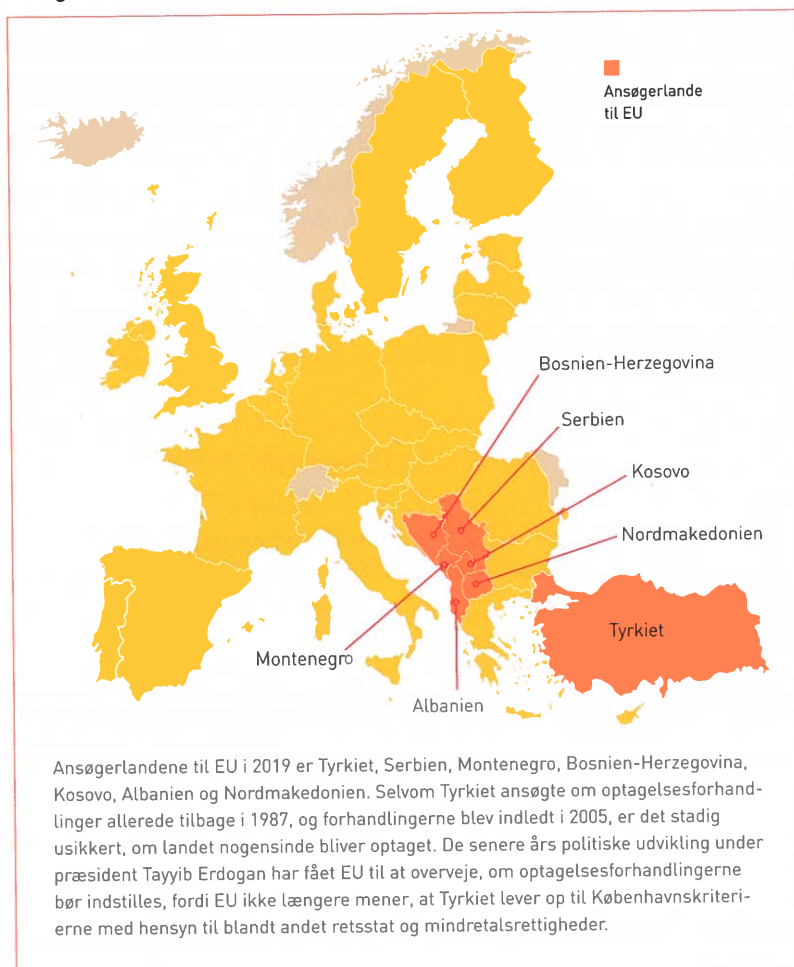 Ansøgerlande
til EU
Bosnien-Herzegovina
Serbien
Kosovo
Nordmakedonien
Tyrkiet
Montenegro
Albanien
Ansøgerlandene til EU i 2019 er Tyrkiet, Serbien, Montenegro, Bosnien-Herzegovina,
Kosovo, Albanien og Nordmakedonien. Selvom Tyrkiet ansøgte om optagelsesforhand-
linger allerede tilbage i 1987, og forhandlingerne blev indledt i 2005, er det stadig
usikkert, om landet nogensinde bliver optaget. De senere års politiske udvikling under
præsident Tayyib Erdogan har fået EU til at overveje, om optagelsesforhandlingerne
bør indstilles, fordi EU ikke længere mener, at Tyrkiet lever op til Københavnskriteri-
erne med hensyn til blandt andet retsstat og mindretalsrettigheder.